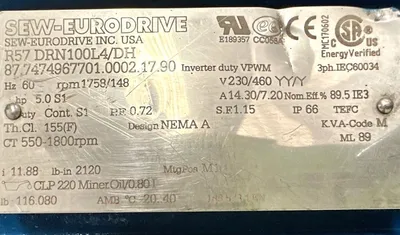 SEW-EURODRIVE
SEW-EURODRIVE INC. USA
R57 DRN100L4/DH
E189357 CC058A
MC1T0602
Energy Verified
87.7474967701.0002.17.90 Inverter duty VPWM 3ph.IEC60034
Hz 60 rpm 1758/148 V 230/460 YY/Y
hp 5.0 S1 A 14.30/7.20 Nom.Eff.% 89.5 IE3
Duty Cont. S1 P.F. 0.72 S.F. 1.15 IP 66 TEFC
Th.Cl. 155(F) Design NEMA A K.V.A-Code M
CT 550-1800rpm ML 89
i 11.88 lb-in 2120 Mtg Pos
CLP 220 Miner.Oil/0.80
lb 116.080 AMB °C -20..40